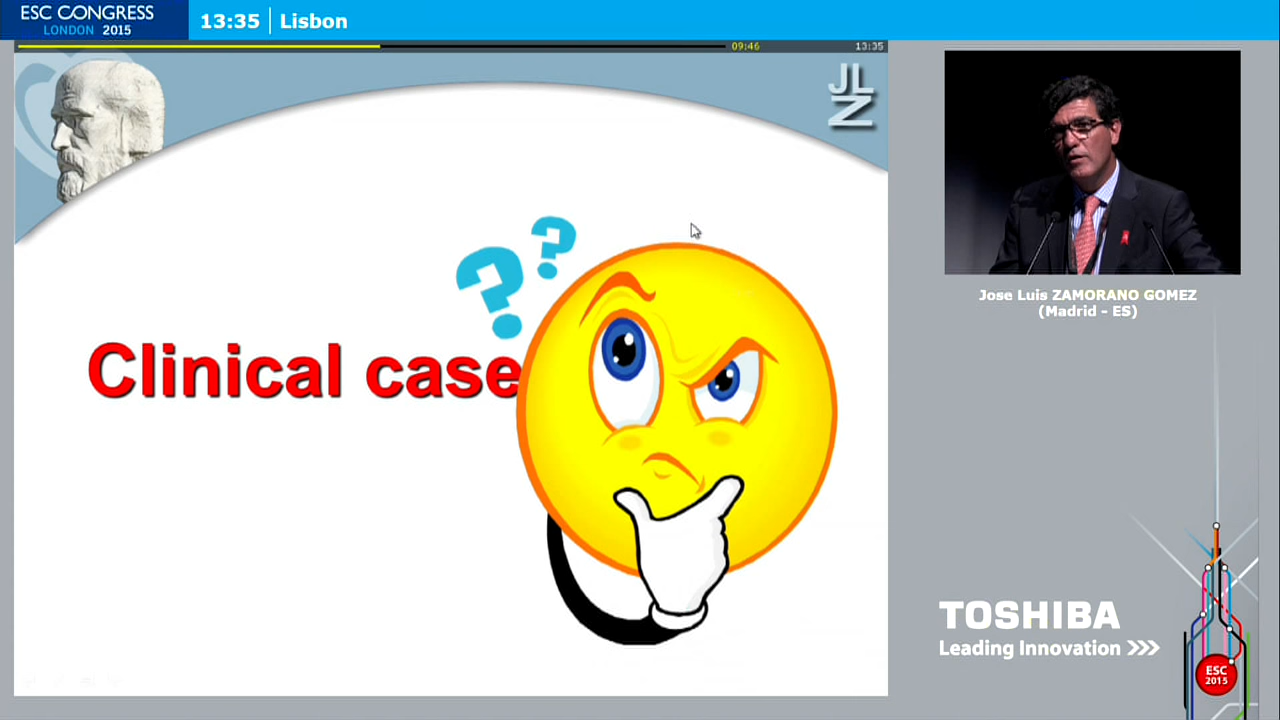 ESC CONGRESS
LONDON 2015
13:35 | Lisbon
09:46
13:35
JL
Z
? ?
Clinical case
Jose Luis ZAMORANO GOMEZ
(Madrid - ES)
TOSHIBA
Leading Innovation >>>
ESC
2015